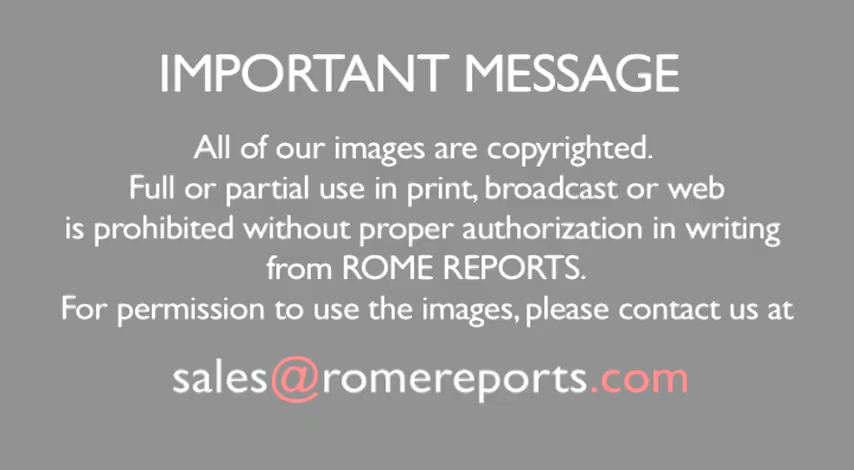 IMPORTANT MESSAGE
All of our images are copyrighted.
Full or partial use in print, broadcast or web
is prohibited without proper authorization in writing
from ROME REPORTS.
For permission to use the images, please contact us at
sales@romereports.com